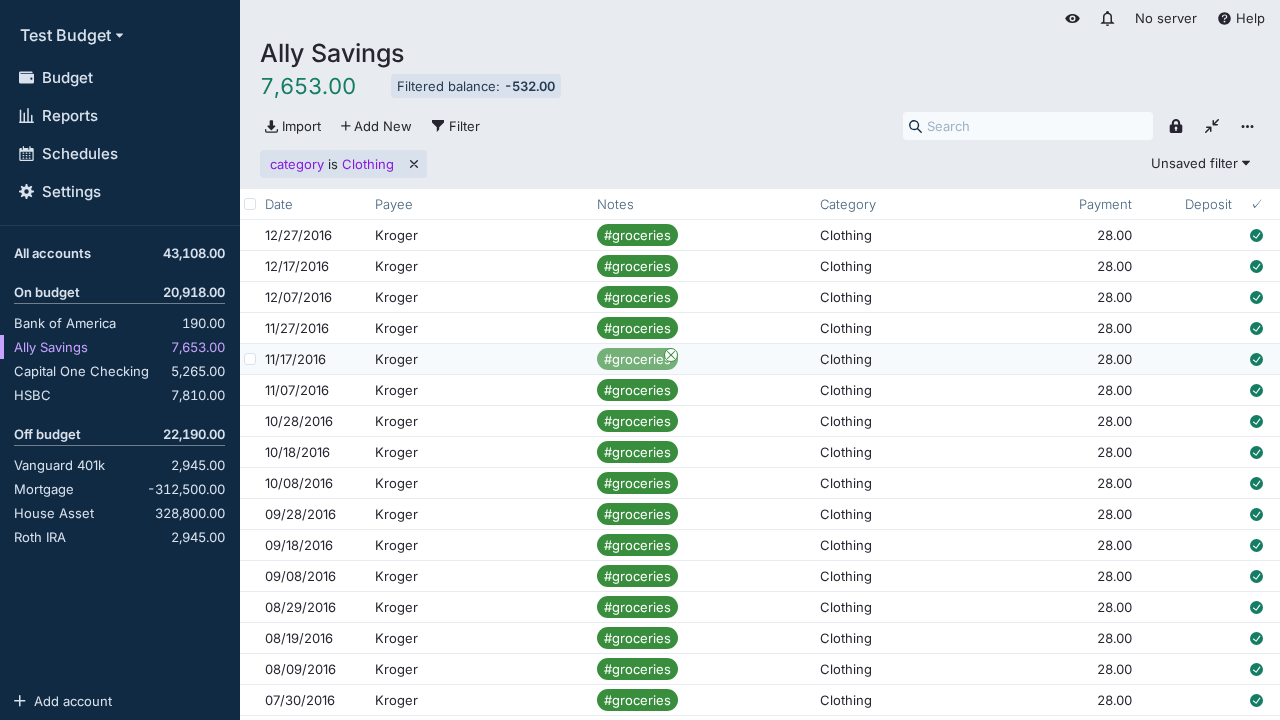 Test Budget
Budget
Reports
Schedules
Settings
All accounts 43,108.00
On budget 20,918.00
Bank of America 190.00
Ally Savings 7,653.00
Capital One Checking 5,265.00
HSBC 7,810.00
Off budget 22,190.00
Vanguard 401k 2,945.00
Mortgage -312,500.00
House Asset 328,800.00
Roth IRA 2,945.00
Add account
No server Help
Ally Savings
7,653.00 Filtered balance: -532.00
Import Add New Filter Search
category is Clothing Unsaved filter
Date Payee Notes Category Payment Deposit
12/27/2016 Kroger #groceries Clothing 28.00
12/17/2016 Kroger #groceries Clothing 28.00
12/07/2016 Kroger #groceries Clothing 28.00
11/27/2016 Kroger #groceries Clothing 28.00
11/17/2016 Kroger #groceries Clothing 28.00
11/07/2016 Kroger #groceries Clothing 28.00
10/28/2016 Kroger #groceries Clothing 28.00
10/18/2016 Kroger #groceries Clothing 28.00
10/08/2016 Kroger #groceries Clothing 28.00
09/28/2016 Kroger #groceries Clothing 28.00
09/18/2016 Kroger #groceries Clothing 28.00
09/08/2016 Kroger #groceries Clothing 28.00
08/29/2016 Kroger #groceries Clothing 28.00
08/19/2016 Kroger #groceries Clothing 28.00
08/09/2016 Kroger #groceries Clothing 28.00
07/30/2016 Kroger #groceries Clothing 28.00